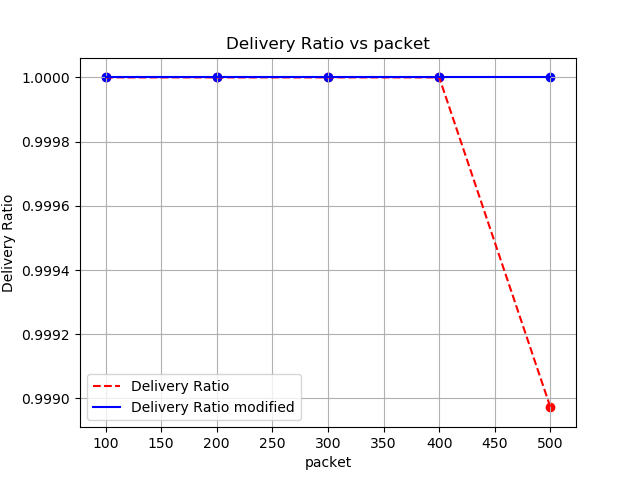 Delivery Ratio vs packet
Delivery Ratio
1.0000
0.9998
0.9996
0.9994
0.9992
0.9990
Delivery Ratio
Delivery Ratio modified
100 150 200 250 300 350 400 450 500
packet